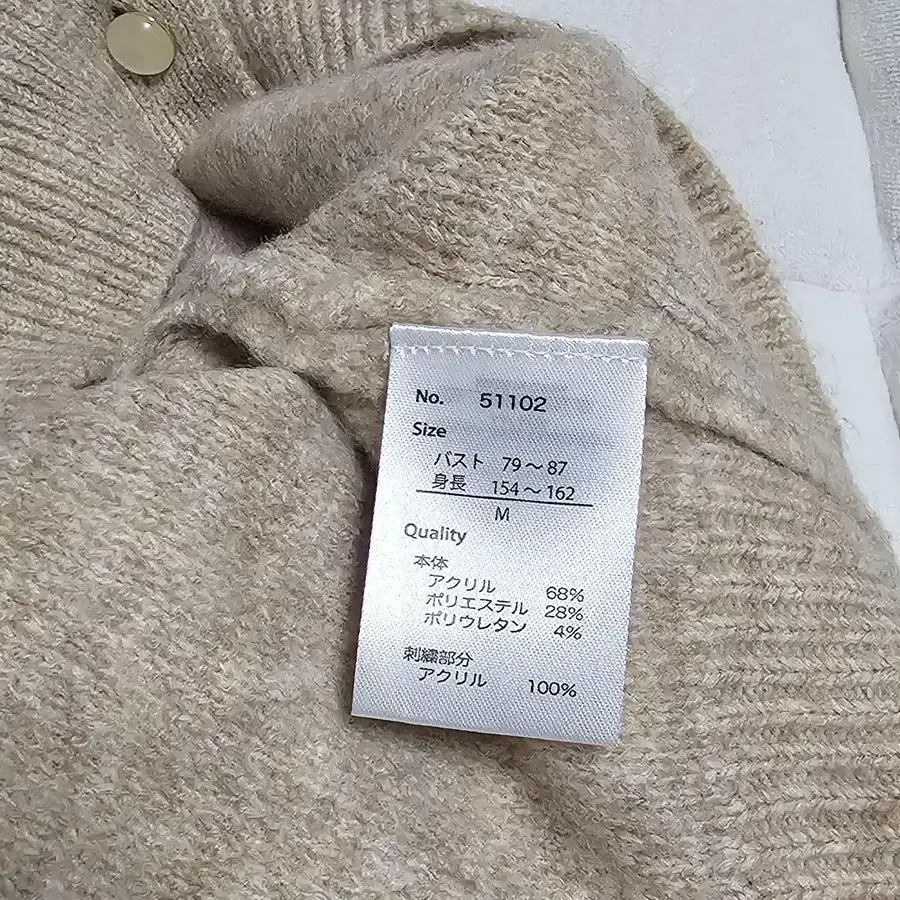 No. 51102
Size
バスト 79～87
身長 154～162
M
Quality
本体
アクリル 68%
ポリエステル 28%
ポリウレタン 4%
刺繍部分
アクリル 100%